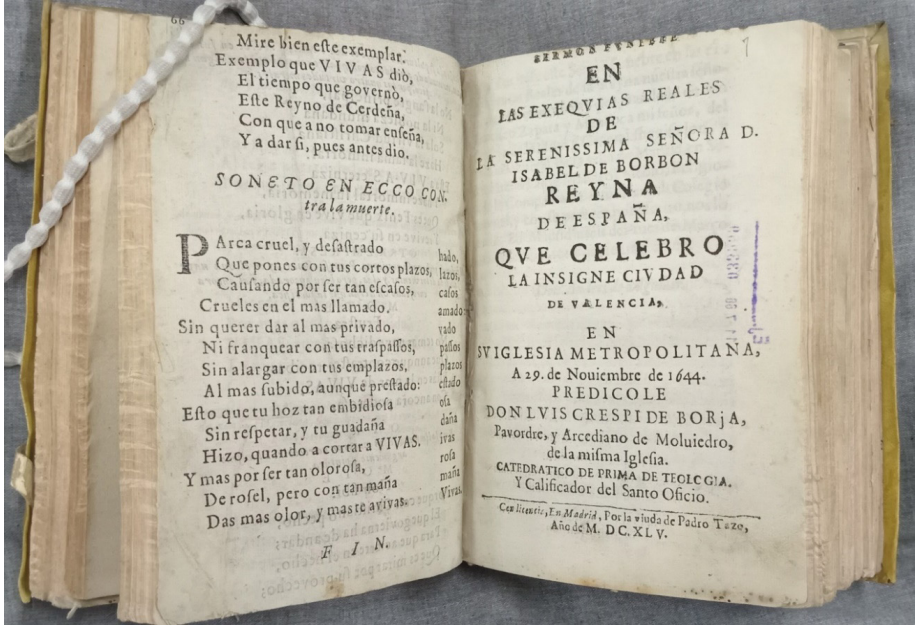 66
Mire bien este exemplar:
Exemplo que VIVAS diò,
El tiempo que governò,
Este Reyno de Cerdeña,
Con que a no tomar enseña,
Y a dar si, pues antes dio.
SONETO EN ECCO CON-
tra la muerte.
PArca cruel, y desastrado hado,
Que pones con tus cortos plazos, lazos,
Causando por ser tan escasos, casos
Crueles en el mas llamado. amado
Sin querer dar al mas privado, vado
Ni franquear con tus traspassos, passos
Sin alargar con tus emplazos, plazos
Al mas subido, aunque prestado: estado
Esto que tu hoz tan embidiosa osa
Sin respetar, y tu guadaña daña
Hizo, quando a cortar a VIVAS. ivas
Y mas por ser tan olorosa, rosa
De rosel, pero con tan maña maña
Das mas olor, y mas te avivas. Vivas.
F I N.
7
SERMON FUNEBRE
EN
LAS EXEQVIAS REALES
DE
LA SERENISSIMA SEÑORA D.
ISABEL DE BORBON
REYNA
DE ESPAÑA,
QVE CELEBRO
LA INSIGNE CIVDAD
DE VALENCIA,
EN
SV IGLESIA METROPOLITANA,
A 29. de Nouiembre de 1644.
PREDICOLE
DON LVIS CRESPI DE BORjA,
Pavordre, y Arcediano de Moluiedro,
de la misma Iglesia.
CATEDRATICO DE PRIMA DE TEOLOGIA.
Y Calificador del Santo Oficio.
Con licencia, En Madrid, Por la viuda de Padro Tazo,
Año de M. DC. XLV.